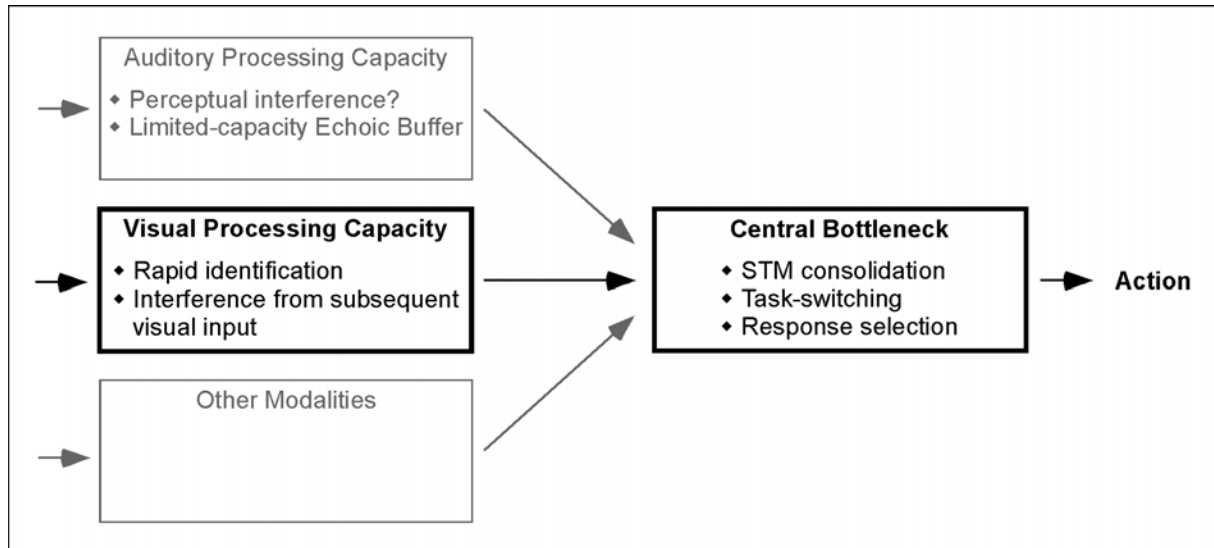 Auditory Processing Capacity
◆ Perceptual interference?
◆ Limited-capacity Echoic Buffer
Visual Processing Capacity
◆ Rapid identification
◆ Interference from subsequent
visual input
Other Modalities
Central Bottleneck
◆ STM consolidation
◆ Task-switching
◆ Response selection
Action